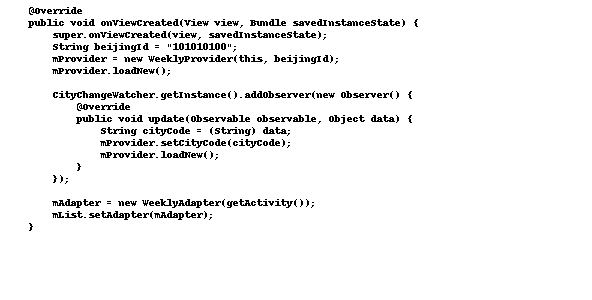 @Override
public void onViewCreated(View view, Bundle savedInstanceState) {
super.onViewCreated(view, savedInstanceState);
String beijingId = "101010100";
mProvider = new WeeklyProvider(this, beijingId);
mProvider.loadNew();
CityChangeWatcher.getInstance().addObserver(new Observer() {
@Override
public void update(Observable observable, Object data) {
String cityCode = (String) data;
mProvider.setCityCode(cityCode);
mProvider.loadNew();
}
});
mAdapter = new WeeklyAdapter(getActivity());
mList.setAdapter(mAdapter);
}